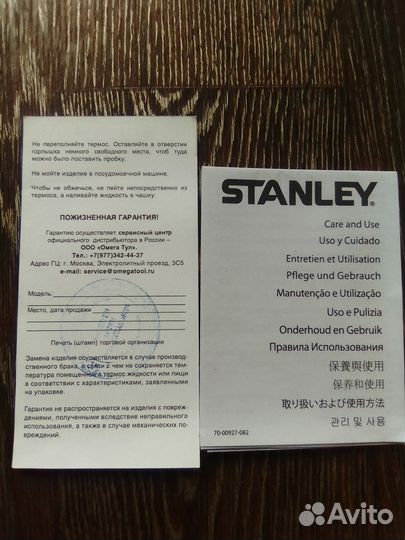 Не переполняйте термос. Оставляйте в отверстии
горлышка немного свободного места, чтоб туда
можно было поставить пробку.
Не мойте изделие в посудомоечной машине.
Чтобы не обжечься, не пейте непосредственно из
термоса, а наливайте жидкость в чашку.
ПОЖИЗНЕННАЯ ГАРАНТИЯ!
Гарантию осуществляет сервисный центр
официального дистрибьютора в России –
ООО «Омега Тул».
Тел.: +7(977)342-44-37
Адрес ГЦ: г. Москва, Электролитный проезд, 3С5
e-mail: service@omegatool.ru
Модель:
Место, дата продажи
Печать (штамп) торговой организации
Замена изделия осуществляется в случае производ-
ственного брака, в связи с чем не сохраняется тем-
пература помещенной в термос жидкости или пищи
в соответствии с характеристиками, заявленными
на упаковке.
Гарантия не распространяется на изделия с повреж-
дениями, полученными вследствие неправильного
использования, а также в случае механических по-
вреждений.
STANLEY®
Care and Use
Uso y Cuidado
Entretien et Utilisation
Pflege und Gebrauch
Manutenção e Utilização
Uso e Pulizia
Onderhoud en Gebruik
Правила Использования
保養與使用
保养和使用
取り扱いおよび使用方法
관리 및 사용
70-00927-082
Avito